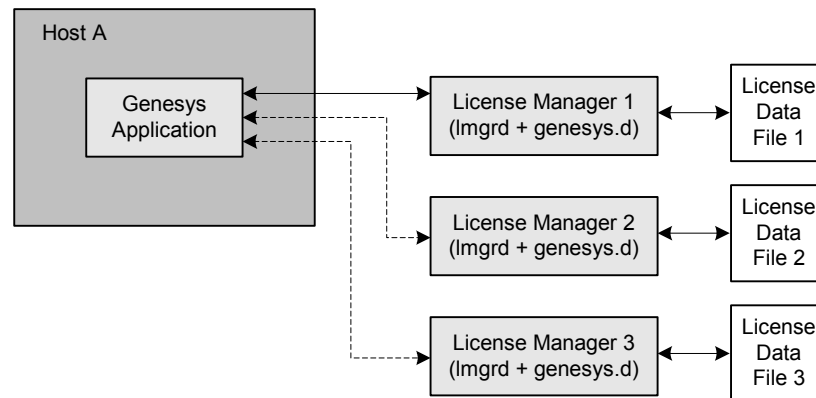 Host A
Genesys
Application
License Manager 1
(lmgrd + genesys.d)
License
Data
File 1
License Manager 2
(lmgrd + genesys.d)
License
Data
File 2
License Manager 3
(lmgrd + genesys.d)
License
Data
File 3